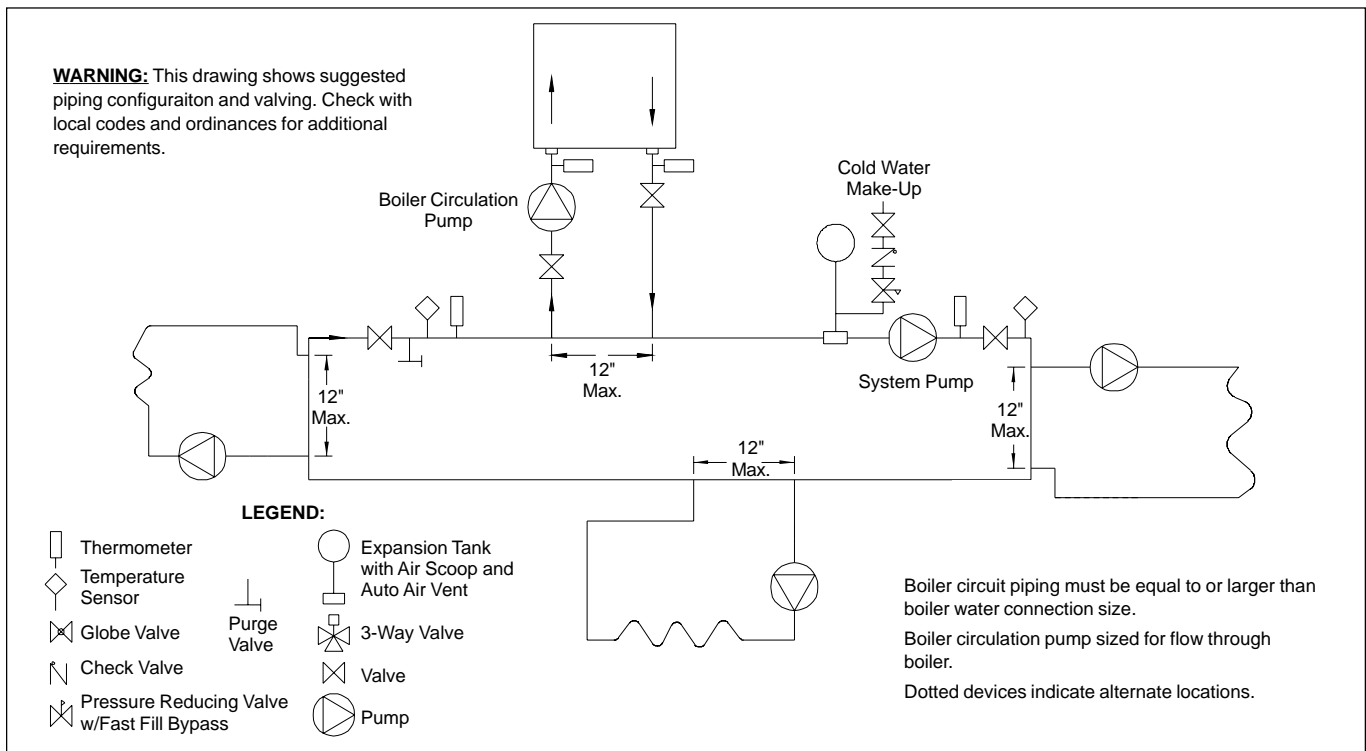 WARNING: This drawing shows suggested
piping configuraiton and valving. Check with
local codes and ordinances for additional
requirements.
Boiler Circulation
Pump
Cold Water
Make-Up
12"
Max.
12"
Max.
System Pump
12"
Max.
12"
Max.
LEGEND:
Thermometer
Temperature
Sensor
Globe Valve
Check Valve
Pressure Reducing Valve
w/Fast Fill Bypass
Purge
Valve
Expansion Tank
with Air Scoop and
Auto Air Vent
3-Way Valve
Valve
Pump
Boiler circuit piping must be equal to or larger than
boiler water connection size.
Boiler circulation pump sized for flow through
boiler.
Dotted devices indicate alternate locations.